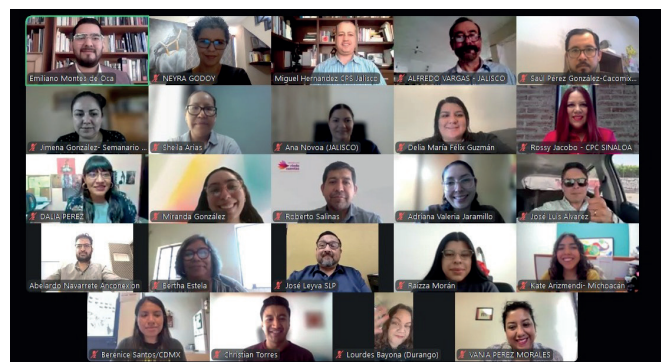 Emiliano Montes de Oca
NEYRA GODOY
Miguel Hernandez CPS Jalisco
ALFREDO VARGAS - JALISCO
Saúl Pérez González-Cacomix...
Jimena González- Semanario ...
Sheila Arias
Ana Novoa (JALISCO)
Delia María Félix Guzmán
Rossy Jacobo - CPC SINALOA
DALIA PEREZ
Miranda González
Roberto Salinas
Adriana Valeria Jaramillo
José Luis Álvarez
Abelardo Navarrete Anconexion
Bertha Estela
José Leyva SLP
Raizza Morán
Kate Arizmendi- Michoacán
Berenice Santos/CDMX
Christian Torres
Lourdes Bayona (Durango)
VANIA PEREZ MORALES